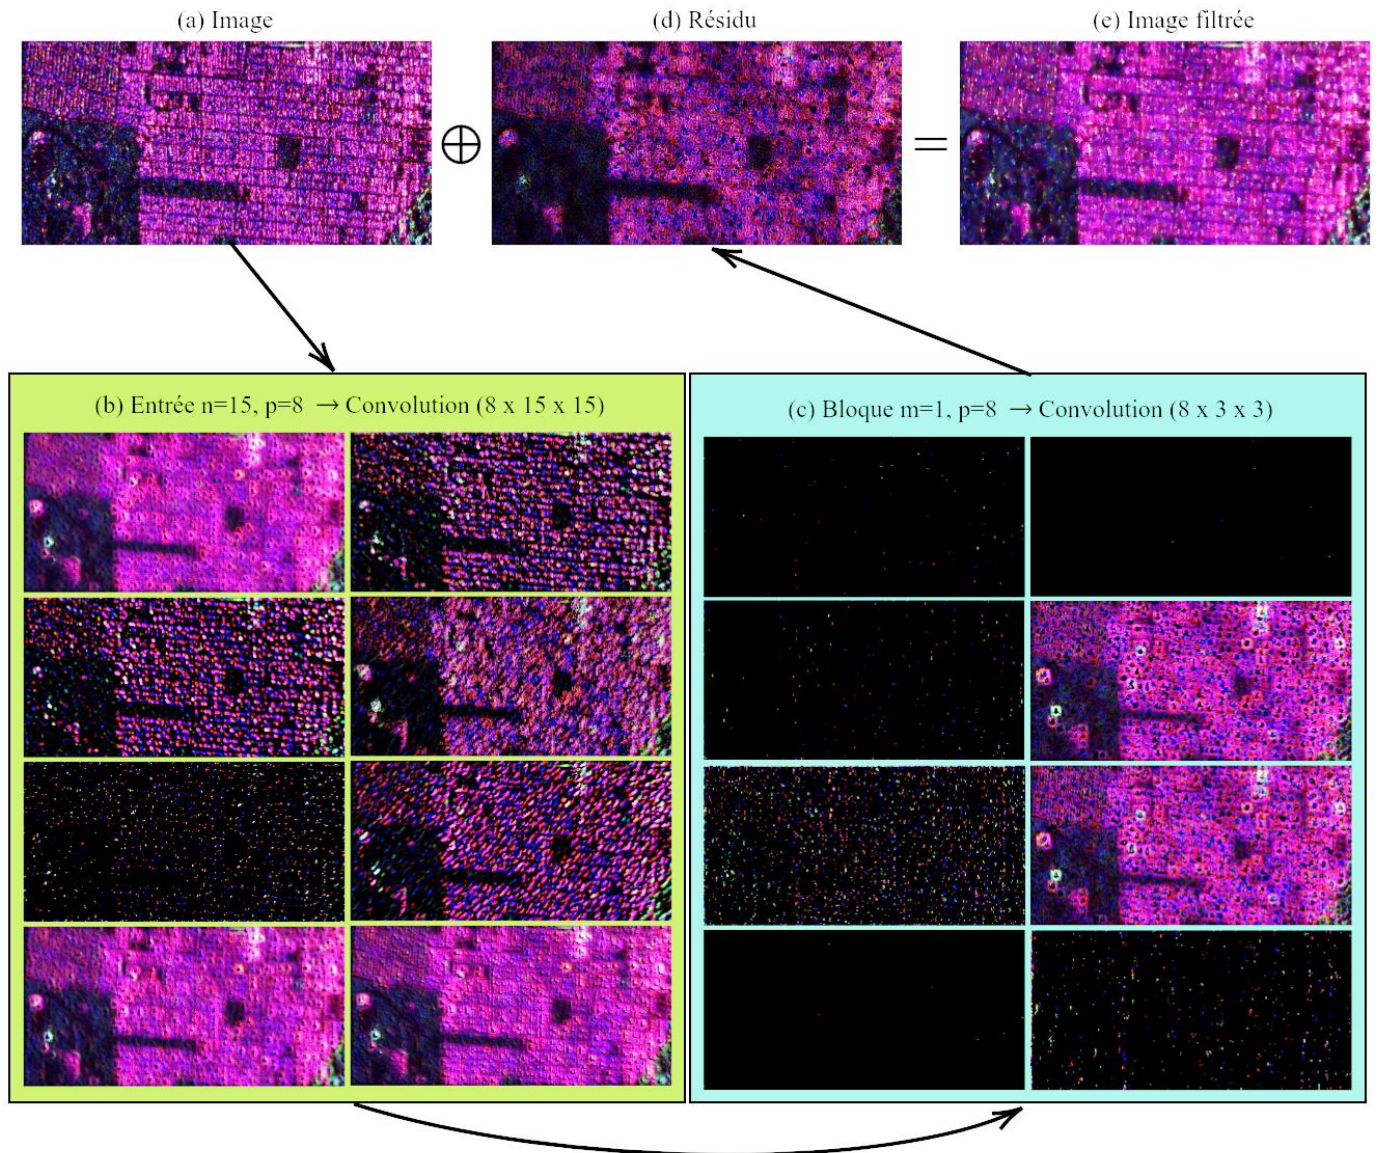 (a) Image
(d) Résidu
(e) Image filtrée
(b) Entrée n=15, p=8 → Convolution (8 x 15 x 15)
(c) Bloque m=1, p=8 → Convolution (8 x 3 x 3)